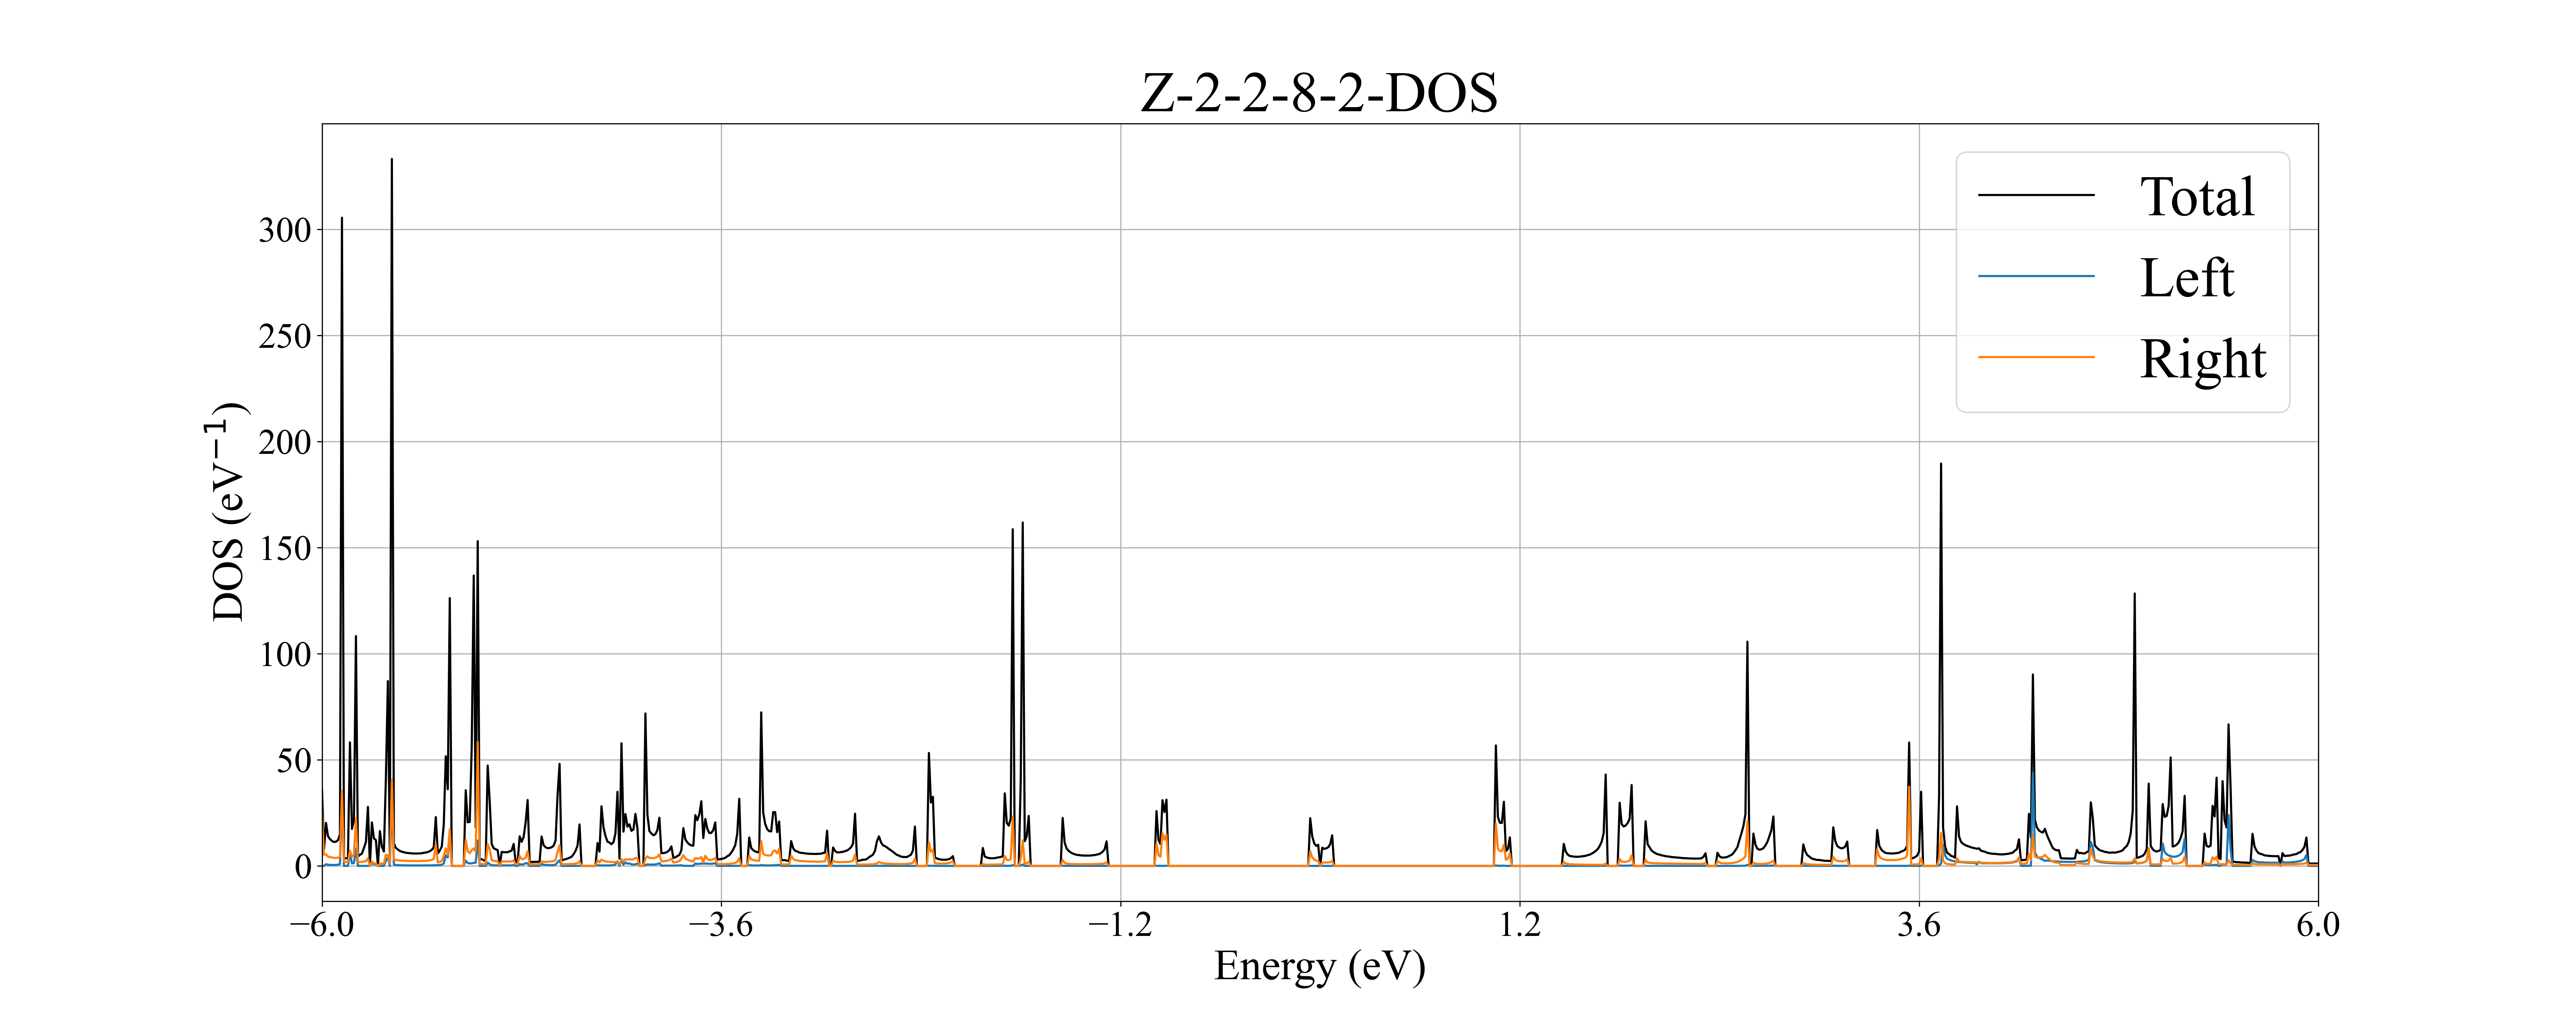 Z-2-2-8-2-DOS
Total
Left
Right
DOS (eV⁻¹)
300
250
200
150
100
50
0
−6.0 −3.6 −1.2 1.2 3.6 6.0
Energy (eV)